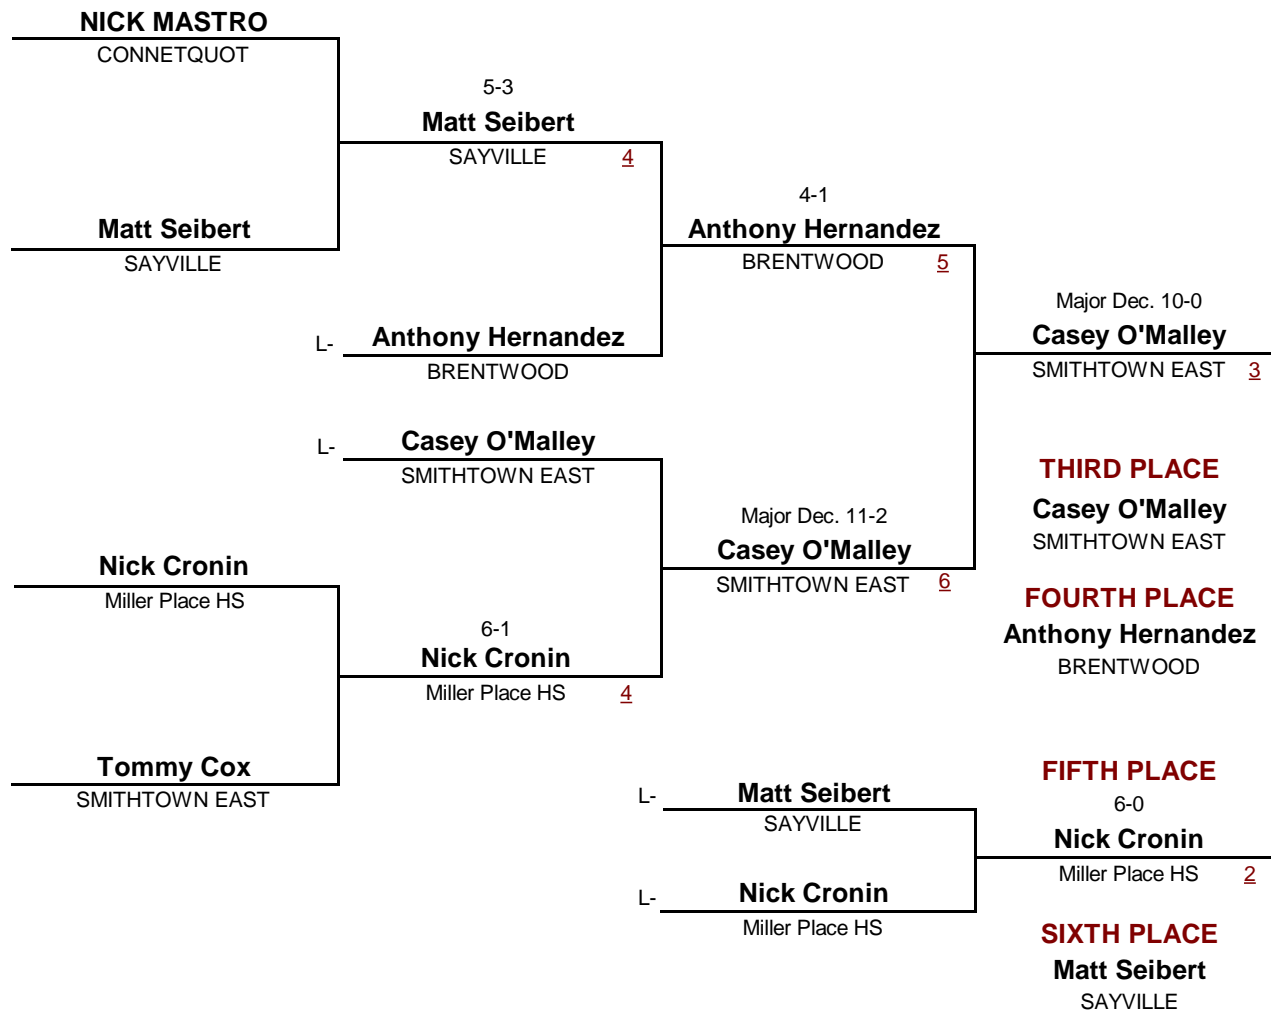 NICK MASTRO
CONNETQUOT
5-3
Matt Seibert
SAYVILLE 4
4-1
Matt Seibert
SAYVILLE
Anthony Hernandez
BRENTWOOD 5
Major Dec. 10-0
Casey O'Malley
SMITHTOWN EAST 3
L- Anthony Hernandez
BRENTWOOD
L- Casey O'Malley
SMITHTOWN EAST
THIRD PLACE
Casey O'Malley
SMITHTOWN EAST
Major Dec. 11-2
Casey O'Malley
SMITHTOWN EAST 6
Nick Cronin
Miller Place HS
FOURTH PLACE
Anthony Hernandez
BRENTWOOD
6-1
Nick Cronin
Miller Place HS 4
Tommy Cox
SMITHTOWN EAST
FIFTH PLACE
L- Matt Seibert
SAYVILLE
6-0
Nick Cronin
Miller Place HS 2
L- Nick Cronin
Miller Place HS
SIXTH PLACE
Matt Seibert
SAYVILLE